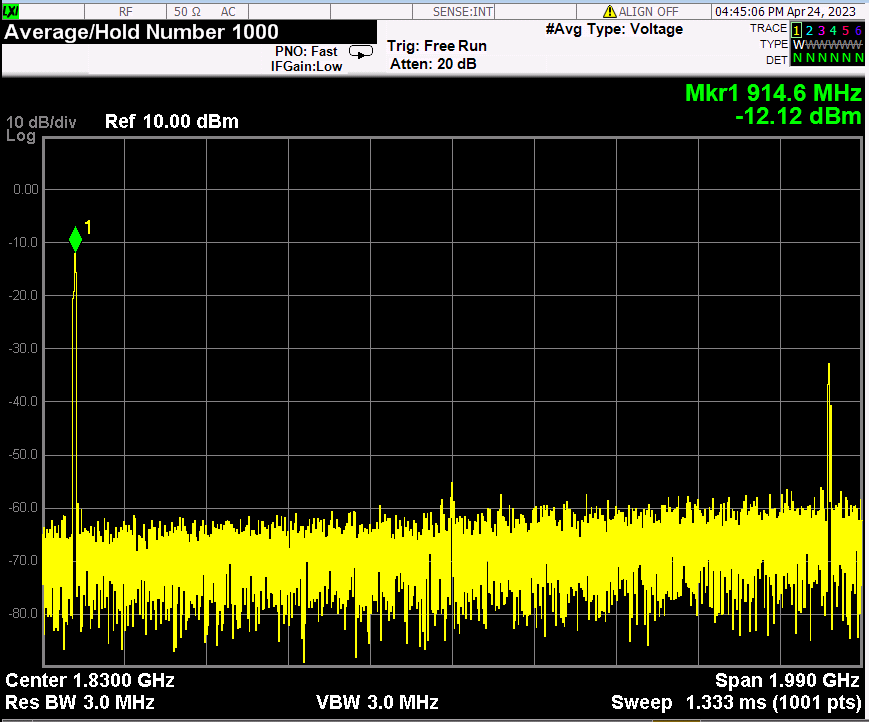 LXI RF 50 Ω AC SENSE:INT ALIGN OFF 04:45:06 PM Apr 24, 2023
Average/Hold Number 1000
PNO: Fast
IFGain:Low
Trig: Free Run
Atten: 20 dB
#Avg Type: Voltage
TRACE 1 2 3 4 5 6
TYPE W W W W W W
DET N N N N N N
Mkr1 914.6 MHz
-12.12 dBm
10 dB/div Ref 10.00 dBm
Log
1
0.00
-10.0
-20.0
-30.0
-40.0
-50.0
-60.0
-70.0
-80.0
Center 1.8300 GHz Span 1.990 GHz
Res BW 3.0 MHz VBW 3.0 MHz Sweep 1.333 ms (1001 pts)